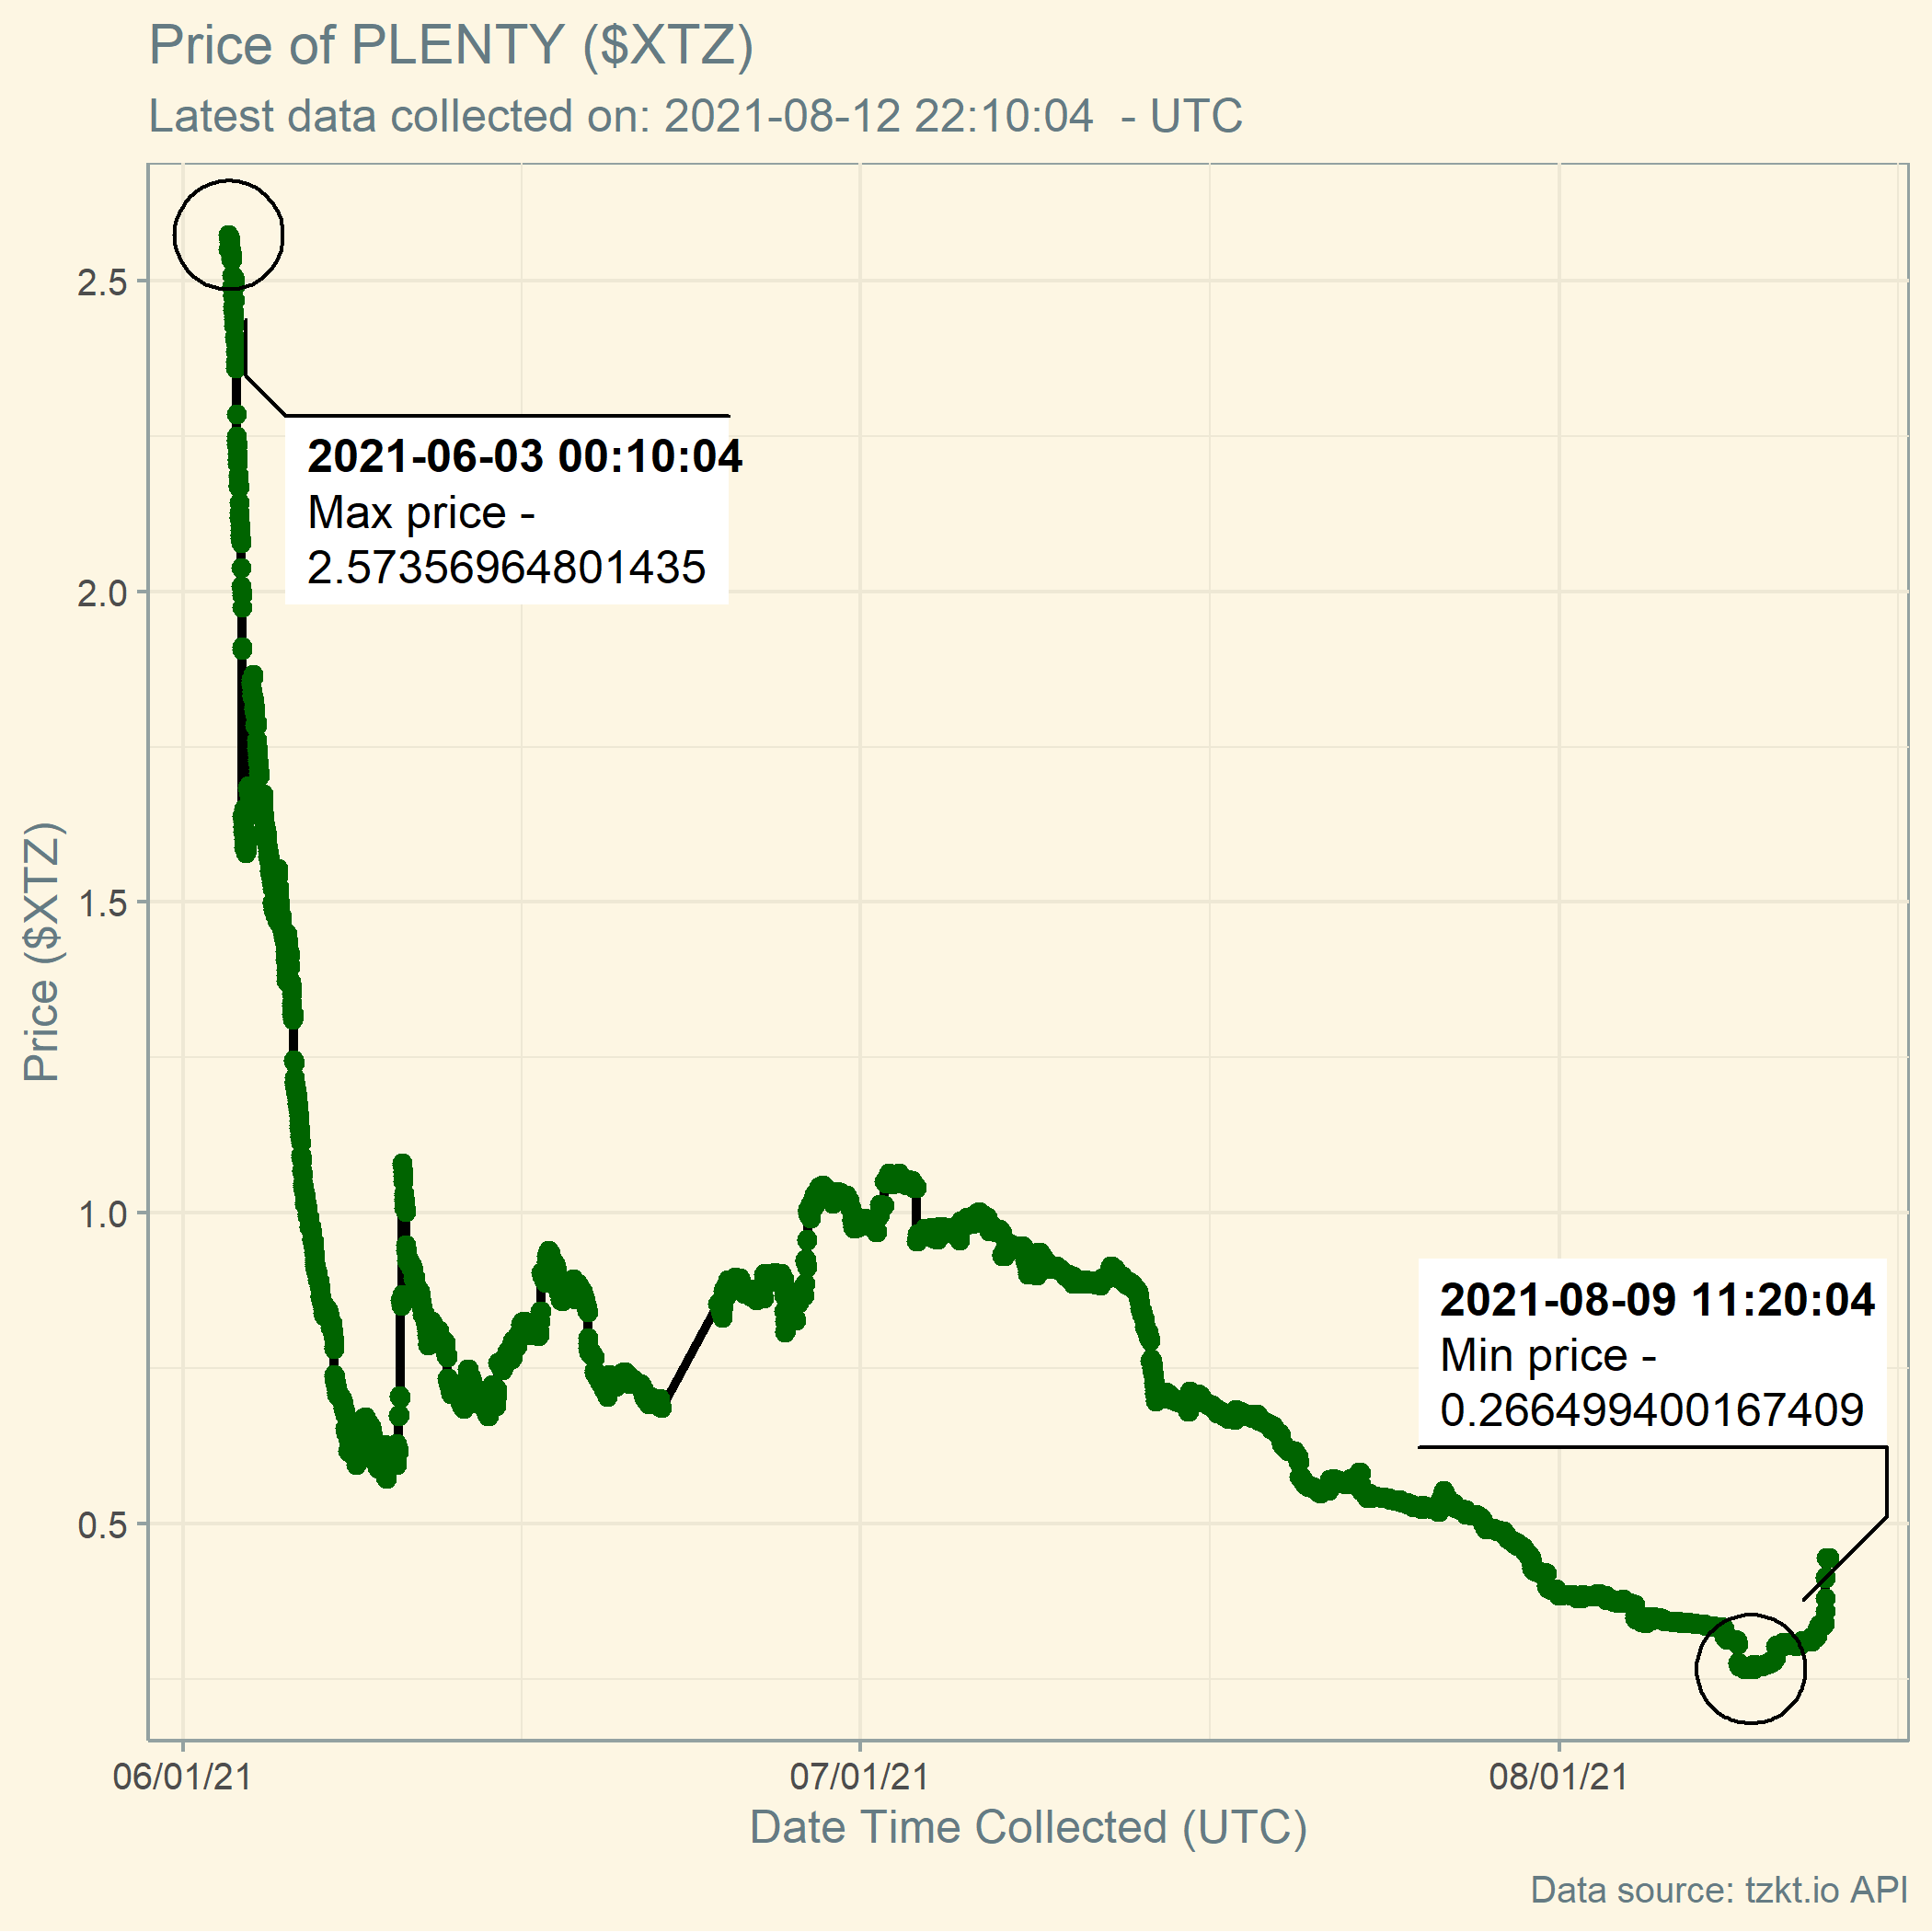 Price of PLENTY ($XTZ)
Latest data collected on: 2021-08-12 22:10:04  - UTC
2.5
2.0
1.5
1.0
0.5
Price ($XTZ)
2021-06-03 00:10:04
Max price -
2.57356964801435
2021-08-09 11:20:04
Min price -
0.266499400167409
06/01/21
07/01/21
08/01/21
Date Time Collected (UTC)
Data source: tzkt.io API